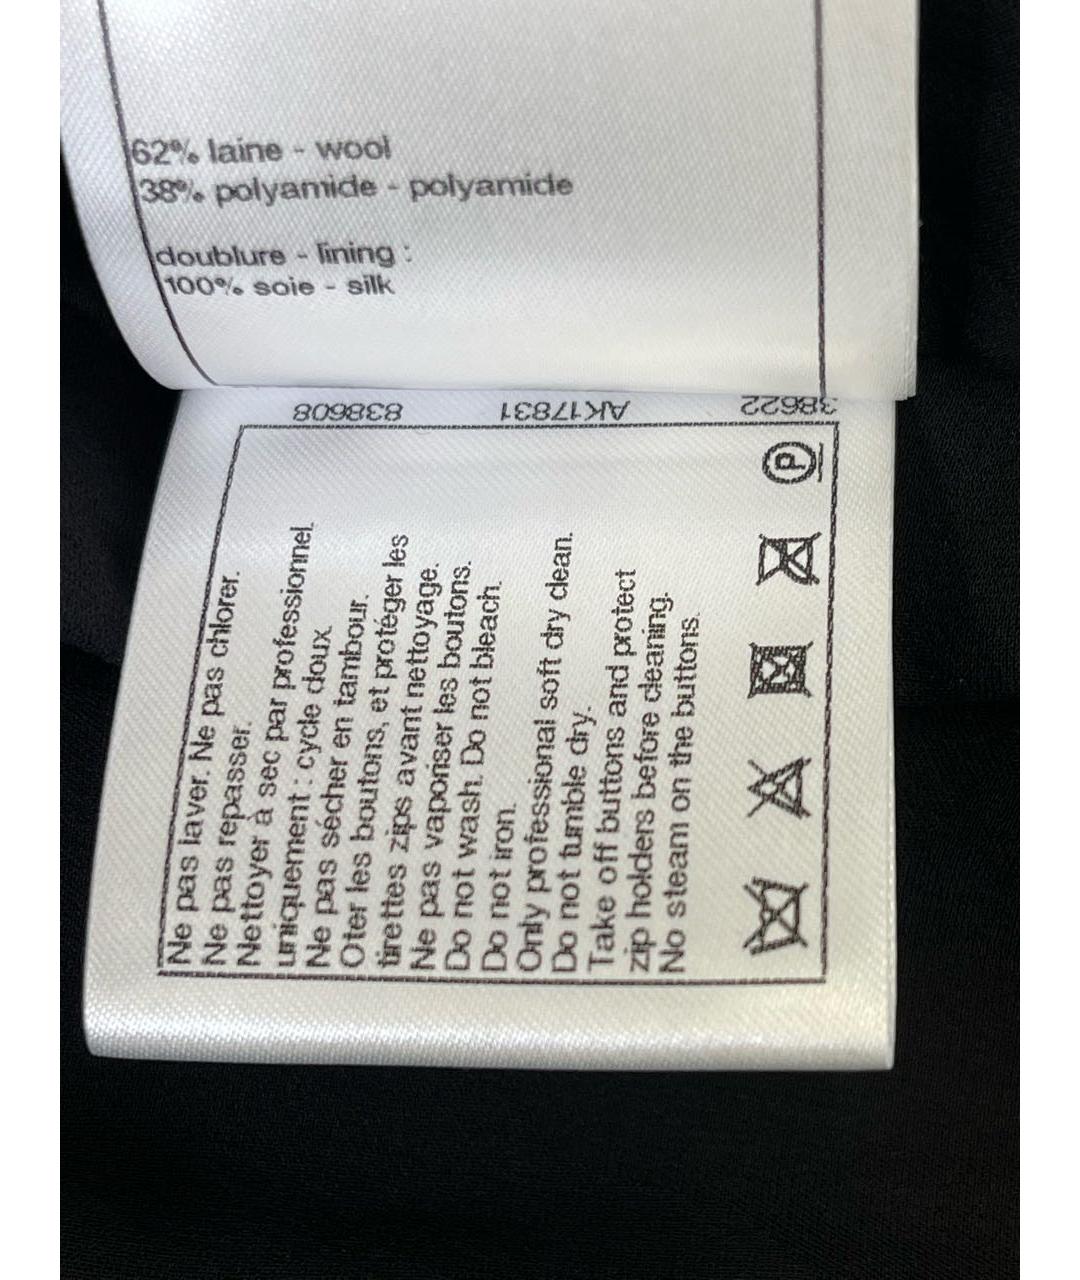 62% laine - wool
38% polyamide - polyamide
doublure - lining :
100% soie - silk
838608
AK17831
38622
Ne pas laver. Ne pas chlorer.
Ne pas repasser.
Nettoyer à sec par professionnel
uniquement : cycle doux.
Ne pas sécher en tambour.
Oter les boutons, et protéger les
tirettes zips avant nettoyage.
Ne pas vaporiser les boutons.
Do not wash. Do not bleach.
Do not iron.
Only professional soft dry clean.
Do not tumble dry.
Take off buttons and protect
zip holders before cleaning.
No steam on the buttons.
P